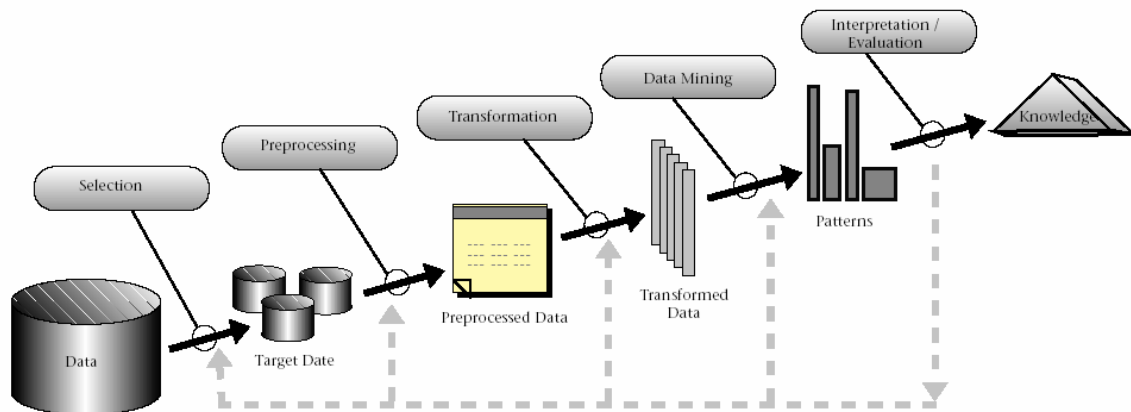 Interpretation /
Evaluation
Data Mining
Transformation
Preprocessing
Selection
Knowledge
Patterns
Transformed
Data
Preprocessed Data
Target Date
Data